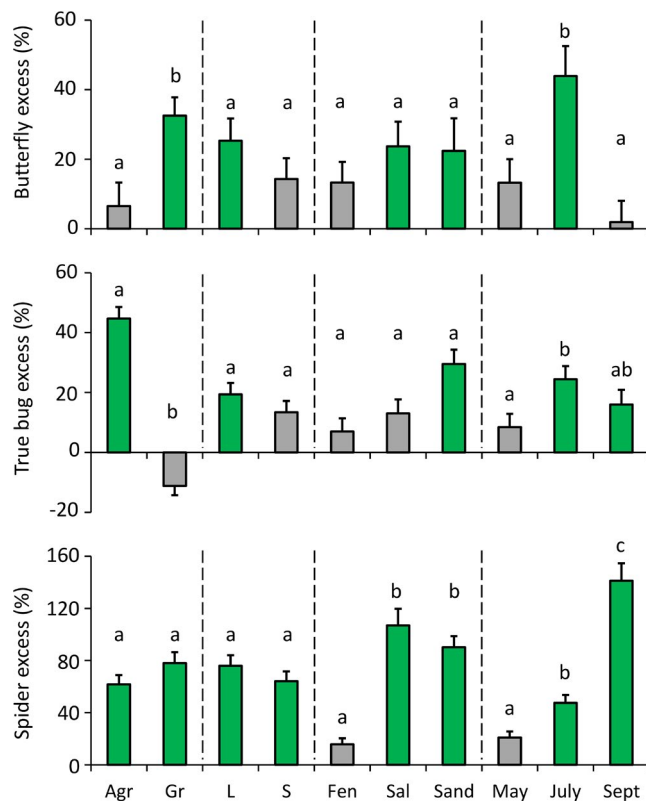 Butterfly excess (%)
60
40
20
0
a
b
a
a
a
a
a
a
b
a
True bug excess (%)
60
40
20
0
-20
a
b
a
a
a
a
a
a
b
ab
Spider excess (%)
160
120
80
40
0
a
a
a
a
a
b
b
a
b
c
Agr Gr L S Fen Sal Sand May July Sept